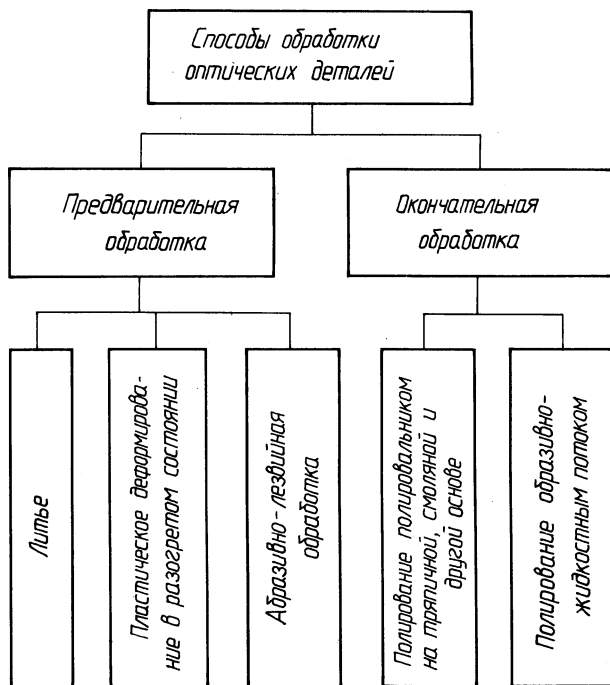 Способы обработки
оптических деталей
Предварительная
обработка
Окончательная
обработка
Литье
Пластическое деформирова-
ние в разогретом состоянии
Абразивно-лезвийная
обработка
Полирование полировальником
на тряпичной, смоляной и
другой основе
Полирование образивно-
жидкостным потоком